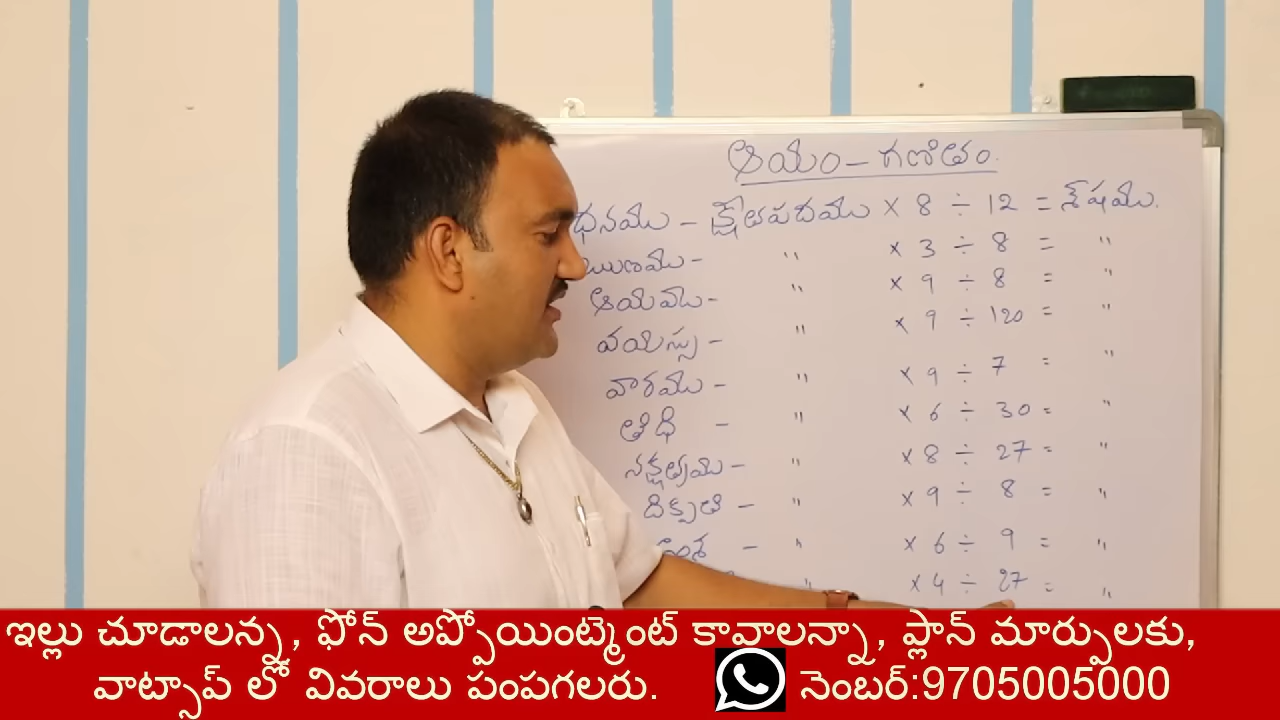 ఆయం - గణితం.
ధనము - క్షేత్రపదము × 8 ÷ 12 = శేషము.
ఋణము - " × 3 ÷ 8 = "
ఆయము - " × 9 ÷ 8 = "
వయస్సు - " × 9 ÷ 120 = "
వారము - " × 9 ÷ 7 = "
తిధి - " × 6 ÷ 30 = "
నక్షత్రము - " × 8 ÷ 27 = "
దిక్పతి - " × 9 ÷ 8 = "
అంశ - " × 6 ÷ 9 = "
" × 4 ÷ 27 = "
ఇల్లు చూడాలన్న, ఫోన్ అప్పోయింట్మెంట్ కావాలన్నా, ప్లాన్ మార్పులకు,
వాట్సాప్ లో వివరాలు పంపగలరు. నెంబర్:9705005000